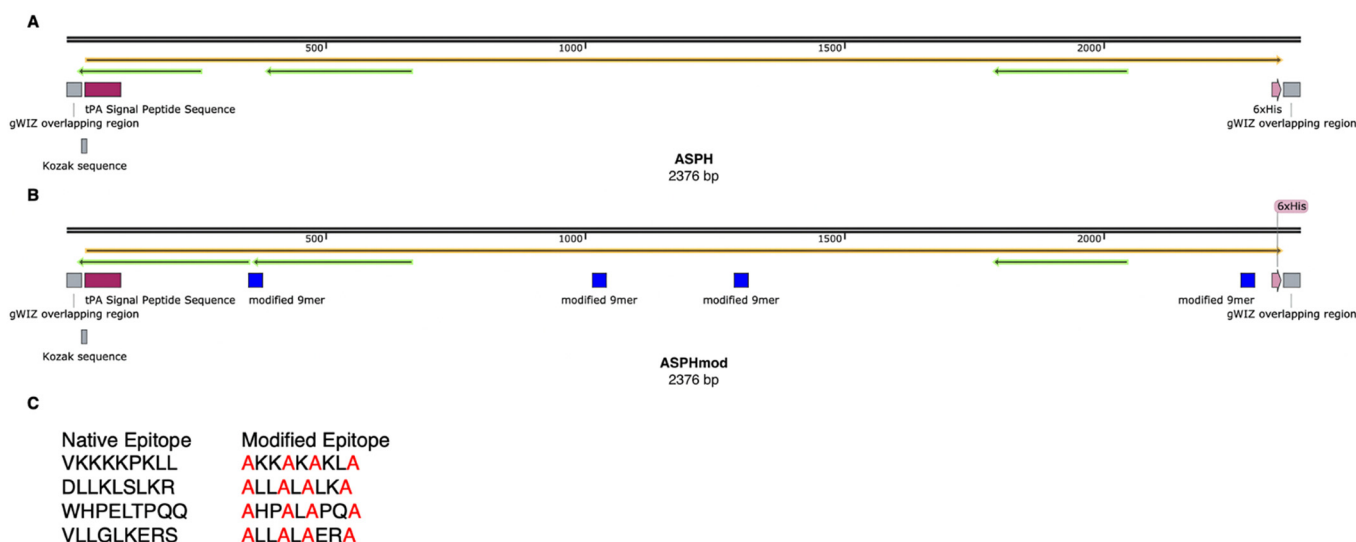 A
500 1000 1500 2000
tPA Signal Peptide Sequence 6xHis
gWIZ overlapping region gWIZ overlapping region
Kozak sequence
ASPH
2376 bp
B
6xHis
500 1000 1500 2000
tPA Signal Peptide Sequence modified 9mer modified 9mer modified 9mer modified 9mer
gWIZ overlapping region gWIZ overlapping region
Kozak sequence
ASPHmod
2376 bp
C
Native Epitope Modified Epitope
VKKKKPKLL AKKAKAKLA
DLLKLSLKR ALLALALKA
WHPELTPQQ AHPALAPQA
VLLGLKERS ALLALAERA